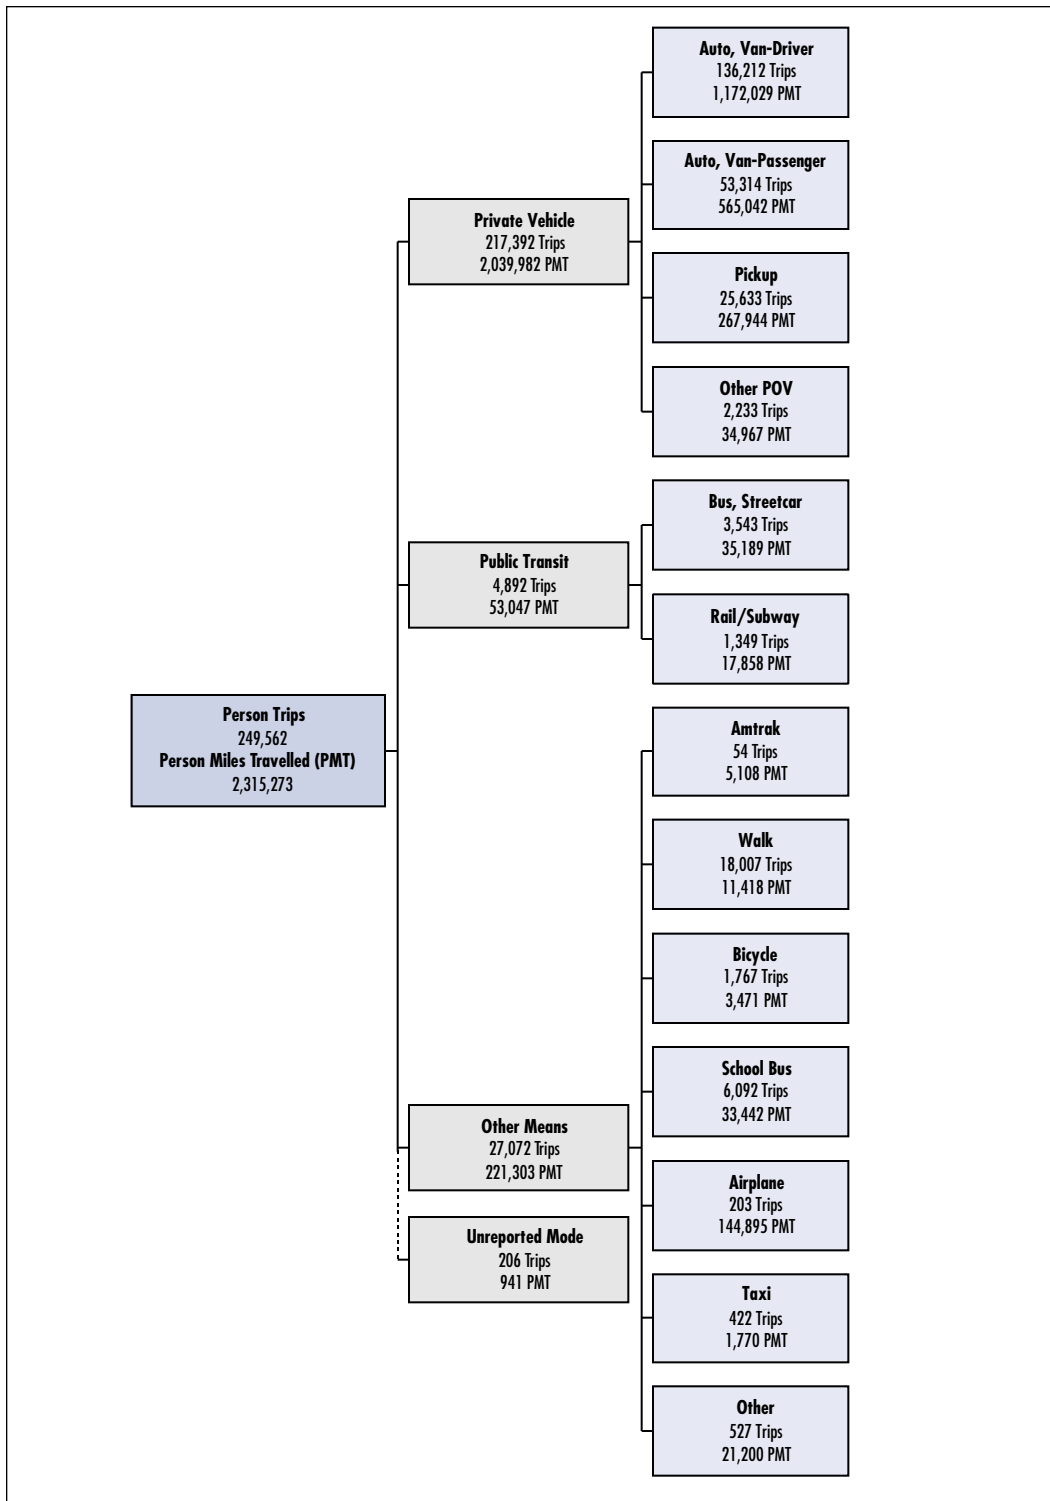 Person Trips
249,562
Person Miles Travelled (PMT)
2,315,273
Private Vehicle
217,392 Trips
2,039,982 PMT
Auto, Van-Driver
136,212 Trips
1,172,029 PMT
Auto, Van-Passenger
53,314 Trips
565,042 PMT
Pickup
25,633 Trips
267,944 PMT
Other POV
2,233 Trips
34,967 PMT
Public Transit
4,892 Trips
53,047 PMT
Bus, Streetcar
3,543 Trips
35,189 PMT
Rail/Subway
1,349 Trips
17,858 PMT
Other Means
27,072 Trips
221,303 PMT
Amtrak
54 Trips
5,108 PMT
Walk
18,007 Trips
11,418 PMT
Bicycle
1,767 Trips
3,471 PMT
School Bus
6,092 Trips
33,442 PMT
Airplane
203 Trips
144,895 PMT
Taxi
422 Trips
1,770 PMT
Other
527 Trips
21,200 PMT
Unreported Mode
206 Trips
941 PMT